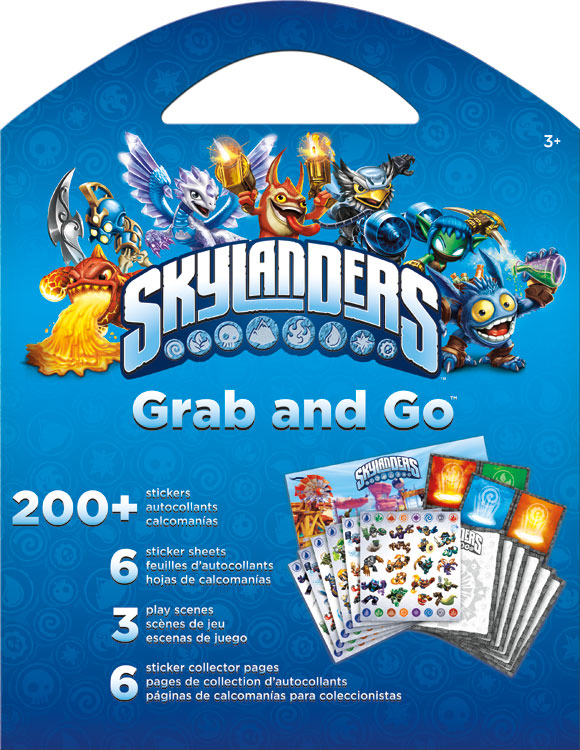 3+
SKYLANDERS
Grab and Go™
200+
stickers
autocollants
calcomanías
6
sticker sheets
feuilles d'autocollants
hojas de calcomanías
3
play scenes
scènes de jeu
escenas de juego
6
sticker collector pages
pages de collection d'autocollants
páginas de calcomanías para coleccionistas
SKYLANDERS